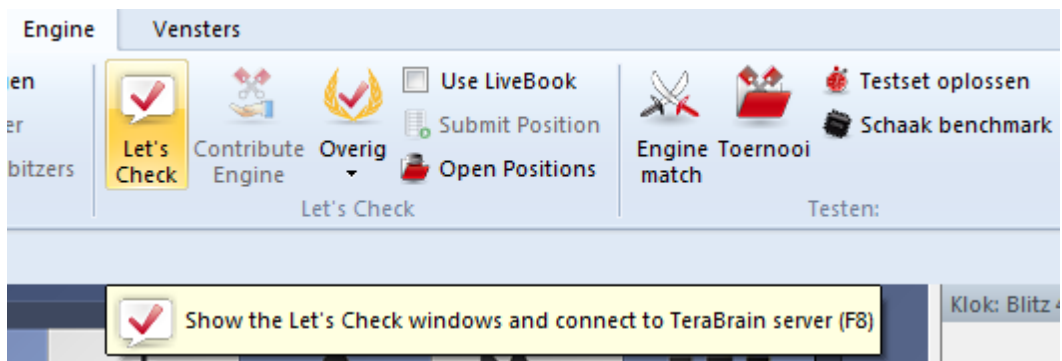 Engine Vensters
en
er
bitzers
Let's
Check
Contribute
Engine
Overig
Use LiveBook
Submit Position
Open Positions
Let's Check
Engine
match
Toernooi
Testset oplossen
Schaak benchmark
Testen:
Show the Let's Check windows and connect to TeraBrain server (F8)
Klok: Blitz 4